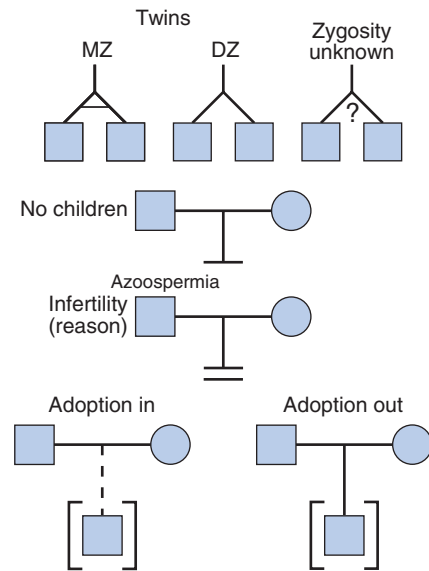 Twins
MZ
DZ
Zygosity
unknown
?
No children
Azoospermia
Infertility
(reason)
Adoption in
Adoption out